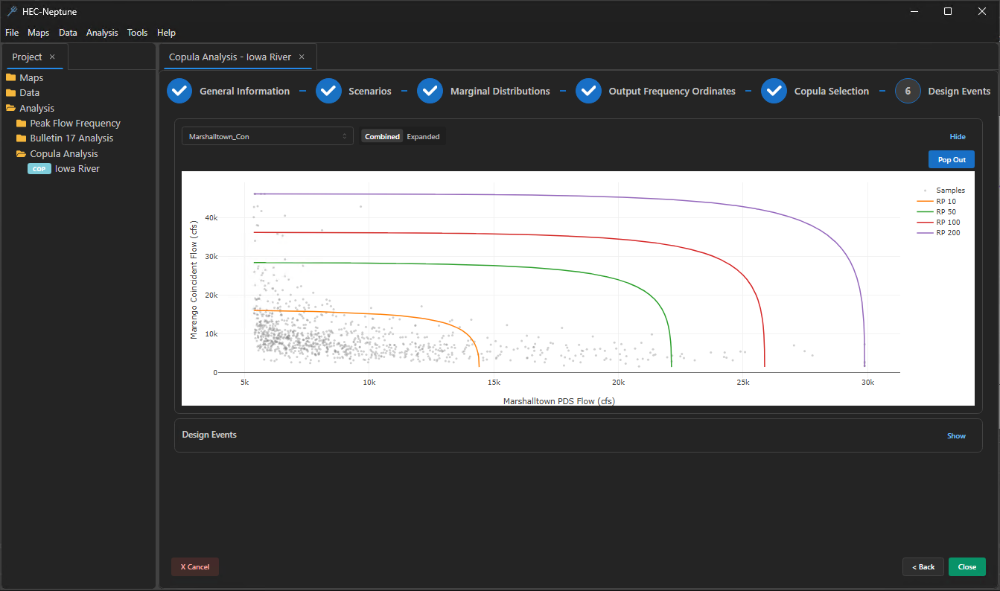 HEC-Neptune
File Maps Data Analysis Tools Help
Project ×
Maps
Data
Analysis
Peak Flow Frequency
Bulletin 17 Analysis
Copula Analysis
COP Iowa River
Copula Analysis - Iowa River ×
General Information
Scenarios
Marginal Distributions
Output Frequency Ordinates
Copula Selection
6 Design Events
Marshalltown_Con
Combined Expanded
Hide
Pop Out
Marengo Coincident Flow (cfs)
40k
30k
20k
10k
0
5k 10k 15k 20k 25k 30k
Marshalltown PDS Flow (cfs)
Samples
RP 10
RP 50
RP 100
RP 200
Design Events
Show
X Cancel
< Back
Close